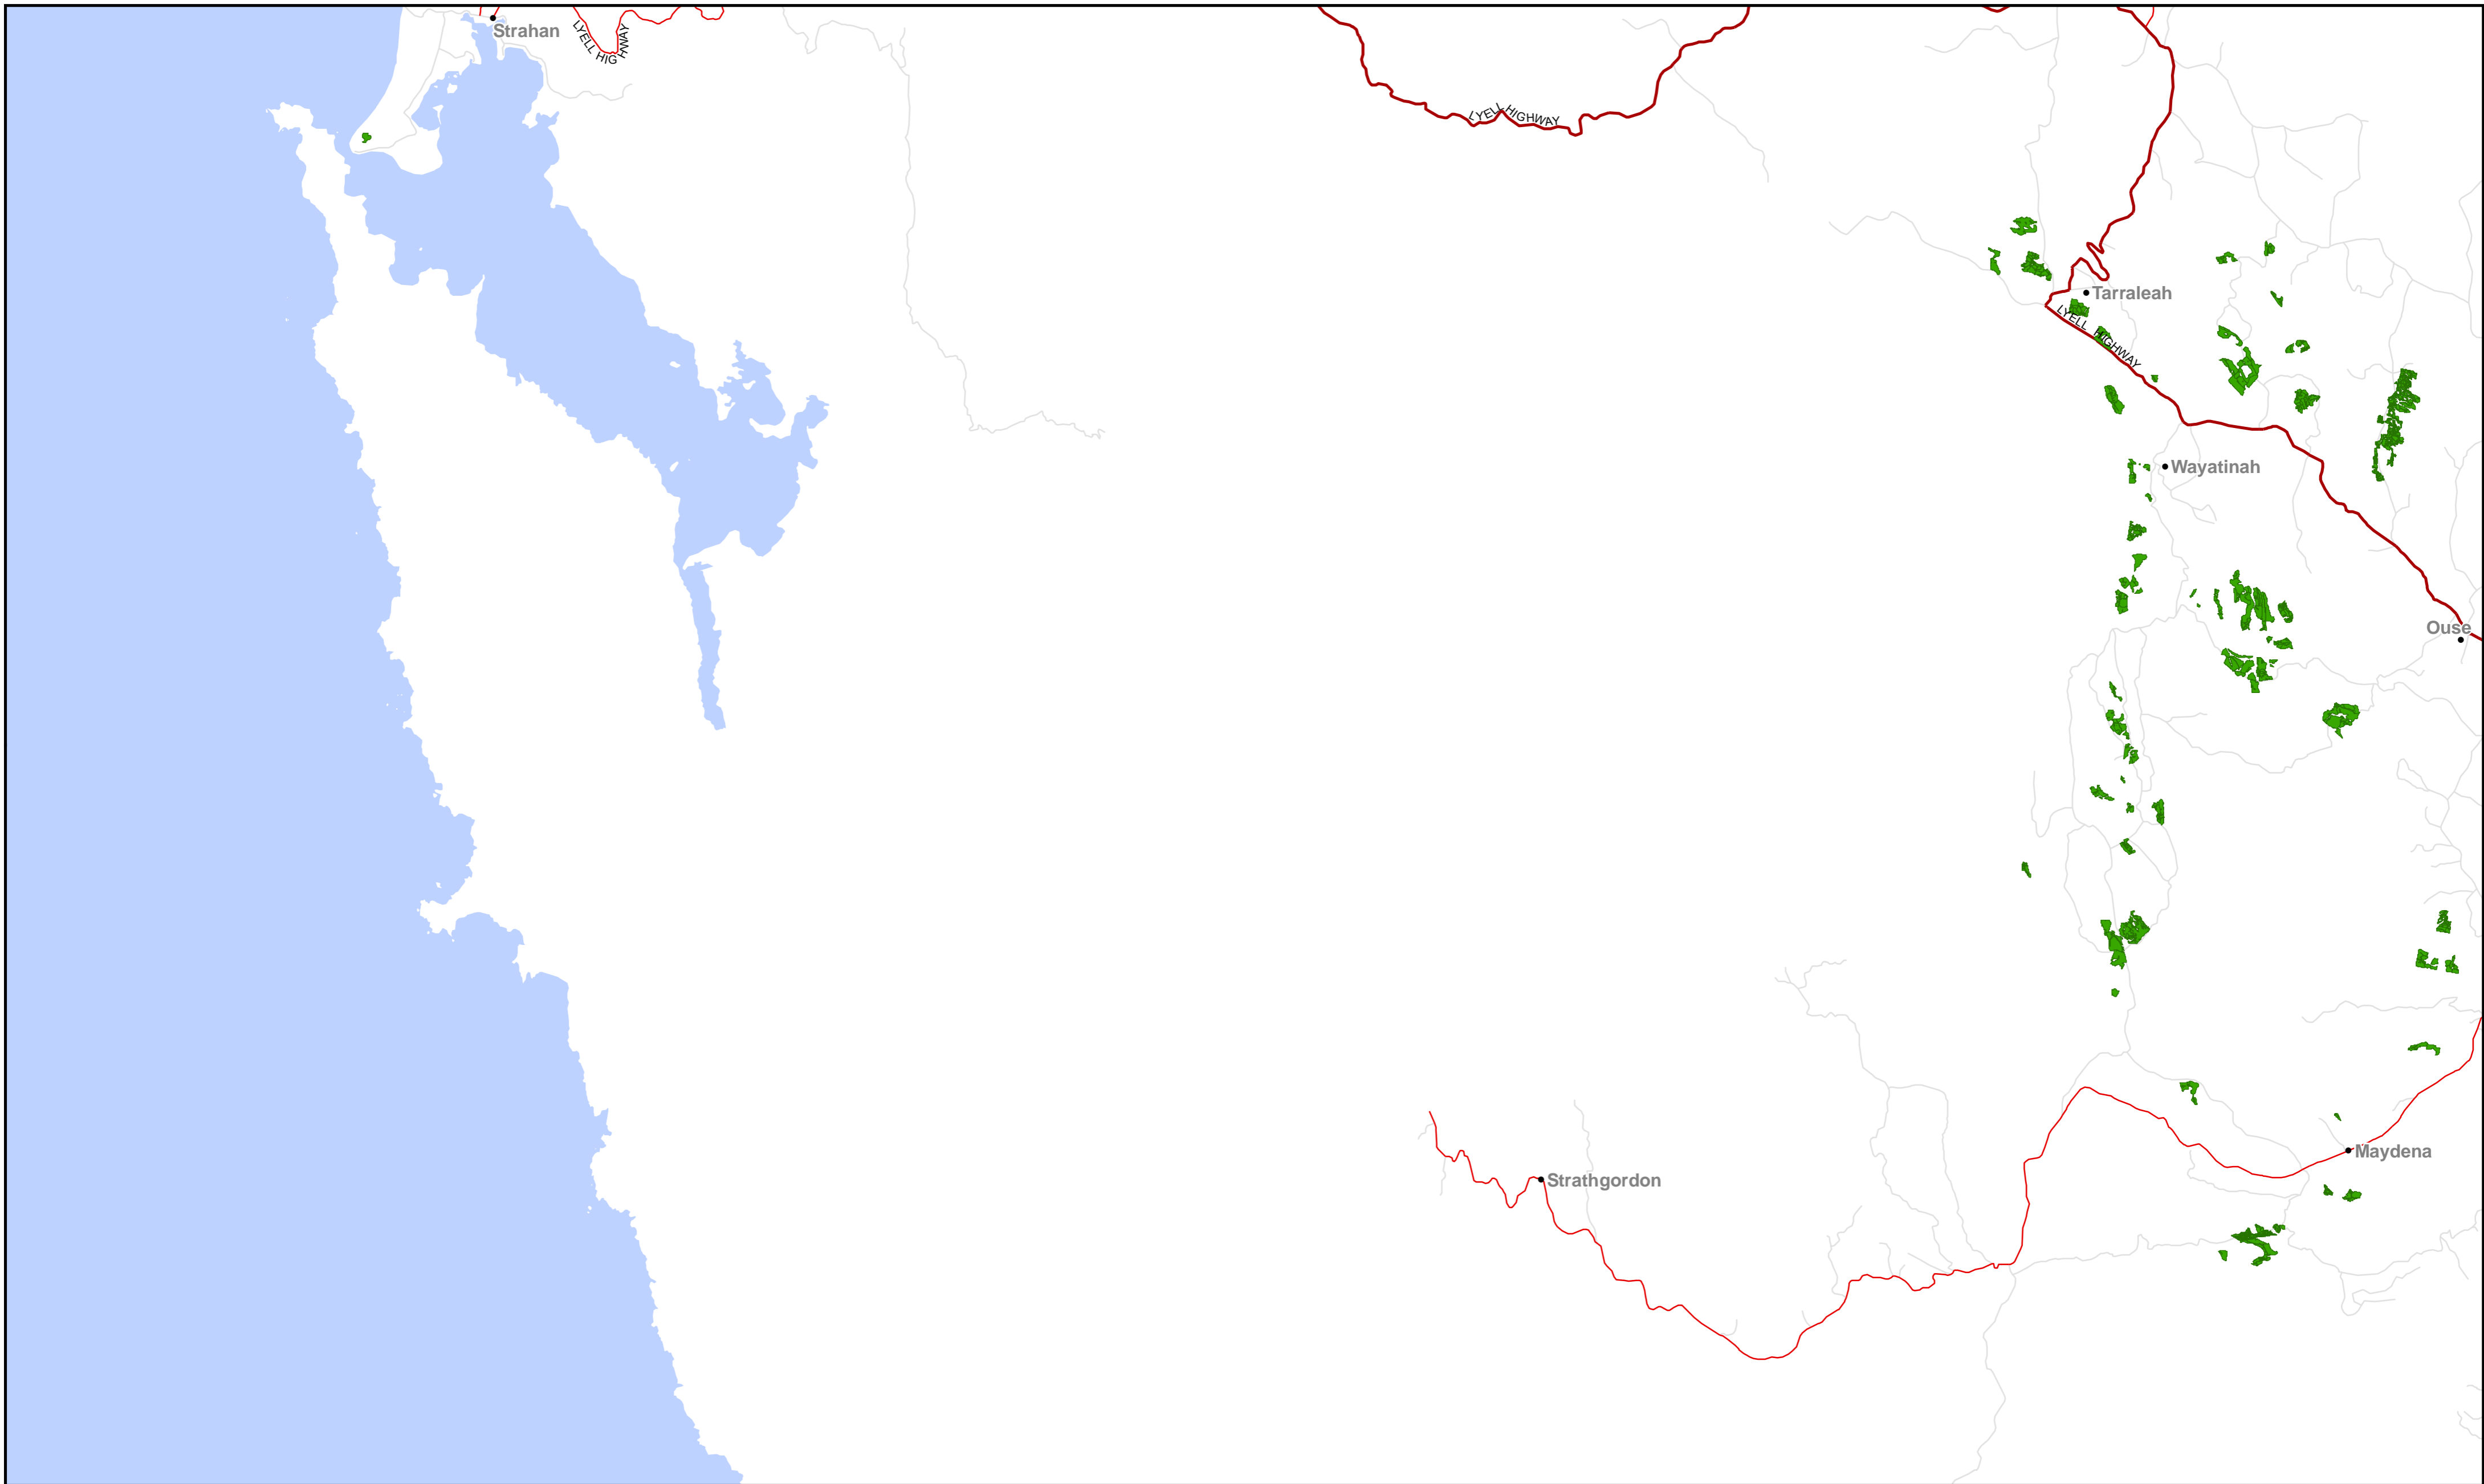 Strahan
LYELL HIGHWAY
LYELL HIGHWAY
Tarraleah
LYELL HIGHWAY
Wayatinah
Ouse
Maydena
Strathgordon